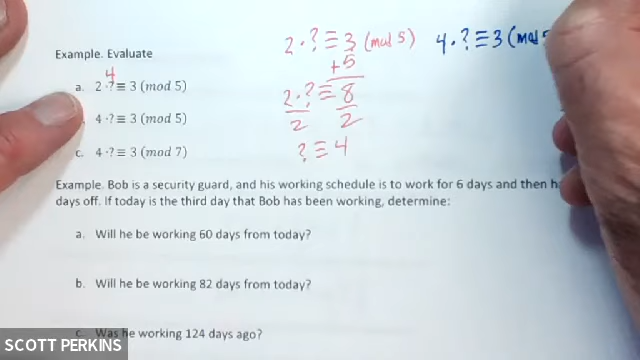 Example. Evaluate
4
a. 2 ·? ≡ 3 (mod 5)
4 ·? ≡ 3 (mod 5)
c. 4 ·? ≡ 3 (mod 7)
2 · ? ≡ 3 (mod 5)
+5
2 · ? ≡ 8
2 2
? ≡ 4
4 · ? ≡ 3 (mod 5
Example. Bob is a security guard, and his working schedule is to work for 6 days and then h
days off. If today is the third day that Bob has been working, determine:
a. Will he be working 60 days from today?
b. Will he be working 82 days from today?
c. Was he working 124 days ago?
SCOTT PERKINS